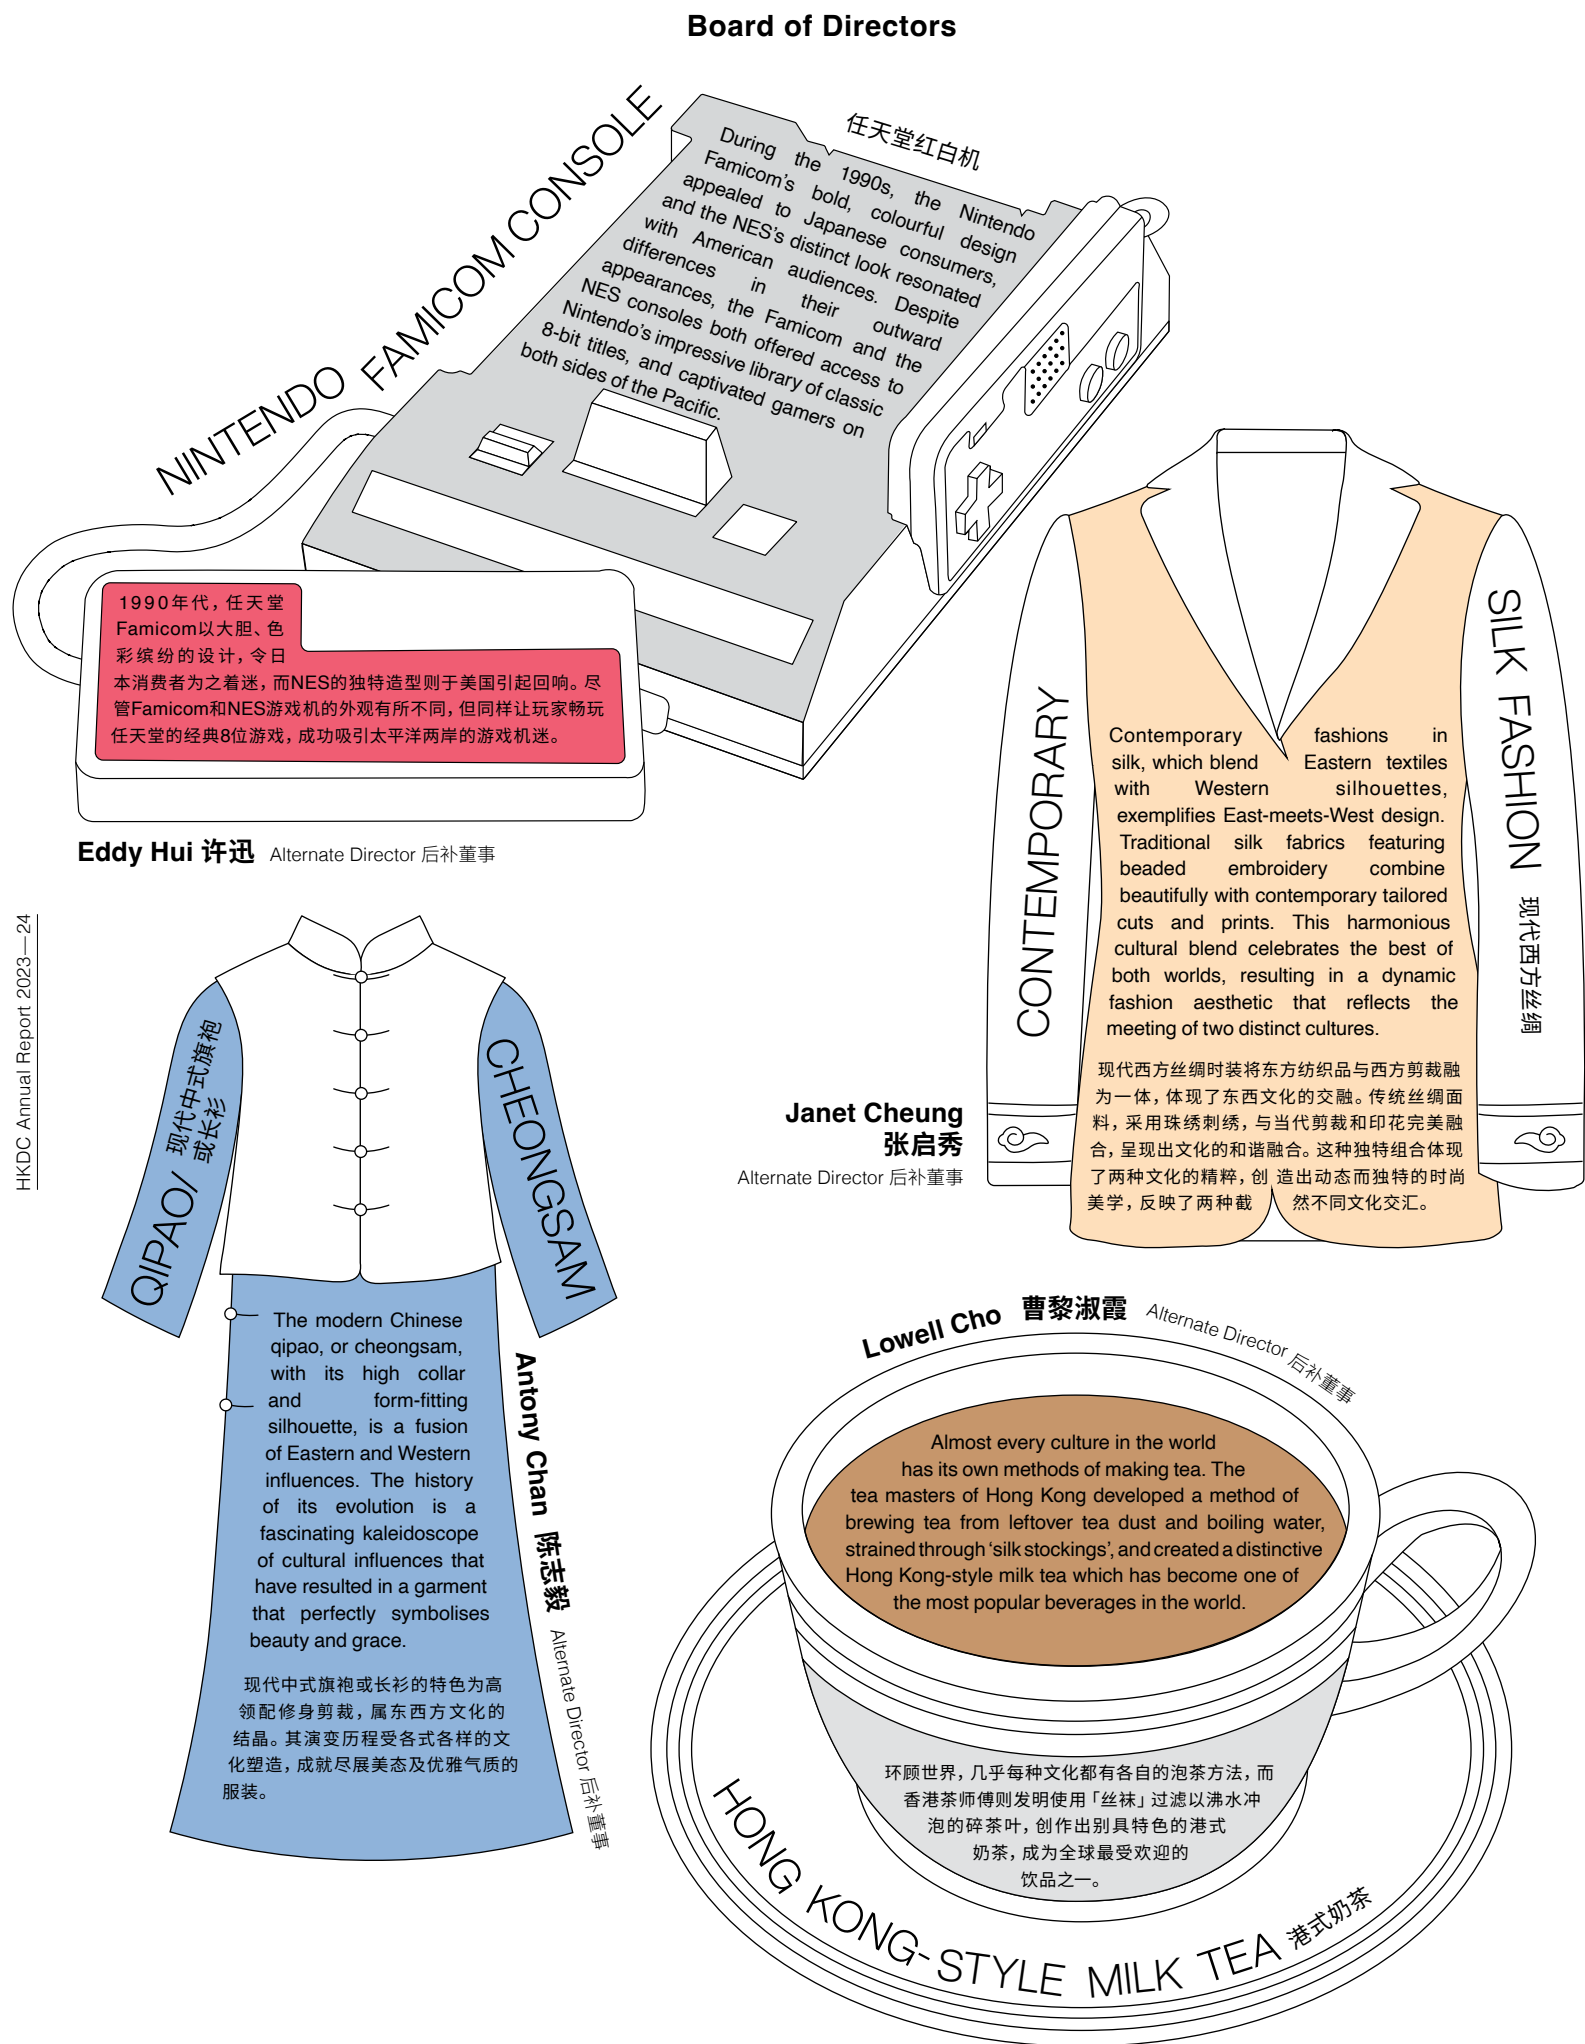 Board of Directors
NINTENDO FAMICOM CONSOLE
任天堂红白机
During the 1990s, the Nintendo
Famicom's bold, colourful design
appealed to Japanese consumers,
and the NES's distinct look resonated
with American audiences. Despite
differences in their outward
appearances, the Famicom and the
NES consoles both offered access to
Nintendo's impressive library of classic
8-bit titles, and captivated gamers on
both sides of the Pacific.
1990年代，任天堂
Famicom以大胆、色
彩缤纷的设计，令日
本消费者为之着迷，而NES的独特造型则于美国引起回响。尽
管Famicom和NES游戏机的外观有所不同，但同样让玩家畅玩
任天堂的经典8位游戏，成功吸引太平洋两岸的游戏机迷。
Eddy Hui 许迅 Alternate Director 后补董事
CONTEMPORARY
SILK FASHION 现代西方丝绸
Contemporary fashions in
silk, which blend Eastern textiles
with Western silhouettes,
exemplifies East-meets-West design.
Traditional silk fabrics featuring
beaded embroidery combine
beautifully with contemporary tailored
cuts and prints. This harmonious
cultural blend celebrates the best of
both worlds, resulting in a dynamic
fashion aesthetic that reflects the
meeting of two distinct cultures.
现代西方丝绸时装将东方纺织品与西方剪裁融
为一体，体现了东西文化的交融。传统丝绸面
料，采用珠绣刺绣，与当代剪裁和印花完美融
合，呈现出文化的和谐融合。这种独特组合体现
了两种文化的精粹，创造出动态而独特的时尚
美学，反映了两种截然不同文化交汇。
Janet Cheung
张启秀
Alternate Director 后补董事
HKDC Annual Report 2023—24
QIPAO/ 现代中式旗袍
或长衫
CHEONGSAM
The modern Chinese
qipao, or cheongsam,
with its high collar
and form-fitting
silhouette, is a fusion
of Eastern and Western
influences. The history
of its evolution is a
fascinating kaleidoscope
of cultural influences that
have resulted in a garment
that perfectly symbolises
beauty and grace.
现代中式旗袍或长衫的特色为高
领配修身剪裁，属东西方文化的
结晶。其演变历程受各式各样的文
化塑造，成就尽展美态及优雅气质的
服装。
Antony Chan 陈志毅 Alternate Director 后补董事
Lowell Cho 曹黎淑霞 Alternate Director 后补董事
Almost every culture in the world
has its own methods of making tea. The
tea masters of Hong Kong developed a method of
brewing tea from leftover tea dust and boiling water,
strained through 'silk stockings', and created a distinctive
Hong Kong-style milk tea which has become one of
the most popular beverages in the world.
环顾世界，几乎每种文化都有各自的泡茶方法，而
香港茶师傅则发明使用「丝袜」过滤以沸水冲
泡的碎茶叶，创作出别具特色的港式
奶茶，成为全球最受欢迎的
饮品之一。
HONG KONG-STYLE MILK TEA 港式奶茶